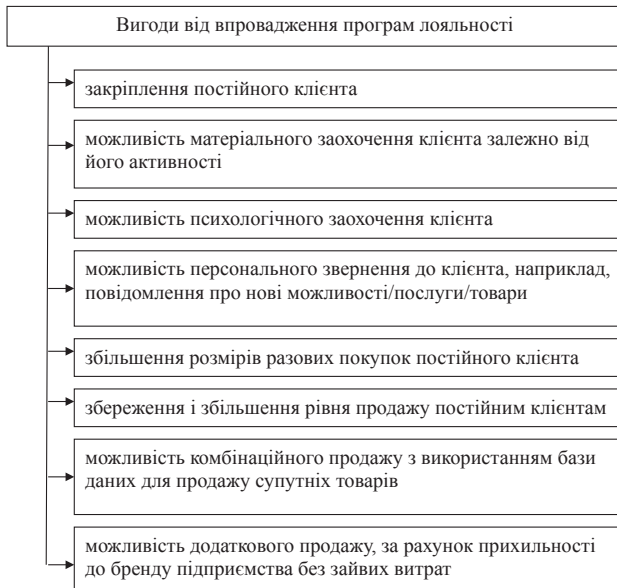 Вигоди від впровадження програм лояльності
закріплення постійного клієнта
можливість матеріального заохочення клієнта залежно від
його активності
можливість психологічного заохочення клієнта
можливість персонального звернення до клієнта, наприклад,
повідомлення про нові можливості/послуги/товари
збільшення розмірів разових покупок постійного клієнта
збереження і збільшення рівня продажу постійним клієнтам
можливість комбінаційного продажу з використанням бази
даних для продажу супутніх товарів
можливість додаткового продажу, за рахунок прихильності
до бренду підприємства без зайвих витрат